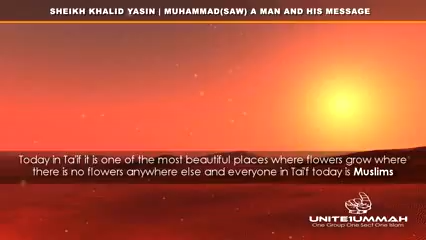 SHEIKH KHALID YASIN | MUHAMMAD(SAW) A MAN AND HIS MESSAGE
Today in Ta'if it is one of the most beautiful places where flowers grow where
there is no flowers anywhere else and everyone in Ta'if today is Muslims
UNITE1UMMAH
One Group One Sect One Islam